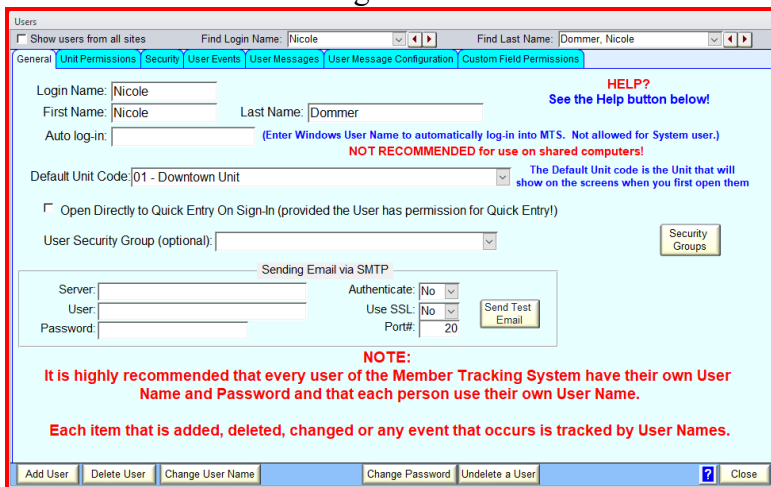 Users
Show users from all sites Find Login Name: Nicole Find Last Name: Dommer, Nicole
General Unit Permissions Security User Events User Messages User Message Configuration Custom Field Permissions
HELP?
See the Help button below!
Login Name: Nicole
First Name: Nicole Last Name: Dommer
Auto log-in: (Enter Windows User Name to automatically log-in into MTS. Not allowed for System user.)
NOT RECOMMENDED for use on shared computers!
Default Unit Code: 01 - Downtown Unit
The Default Unit code is the Unit that will
show on the screens when you first open them
Open Directly to Quick Entry On Sign-In (provided the User has permission for Quick Entry!)
User Security Group (optional):
Security
Groups
Sending Email via SMTP
Server: Authenticate: No
User: Use SSL: No
Password: Port#: 20
Send Test
Email
NOTE:
It is highly recommended that every user of the Member Tracking System have their own User
Name and Password and that each person use their own User Name.
Each item that is added, deleted, changed or any event that occurs is tracked by User Names.
Add User Delete User Change User Name Change Password Undelete a User ? Close